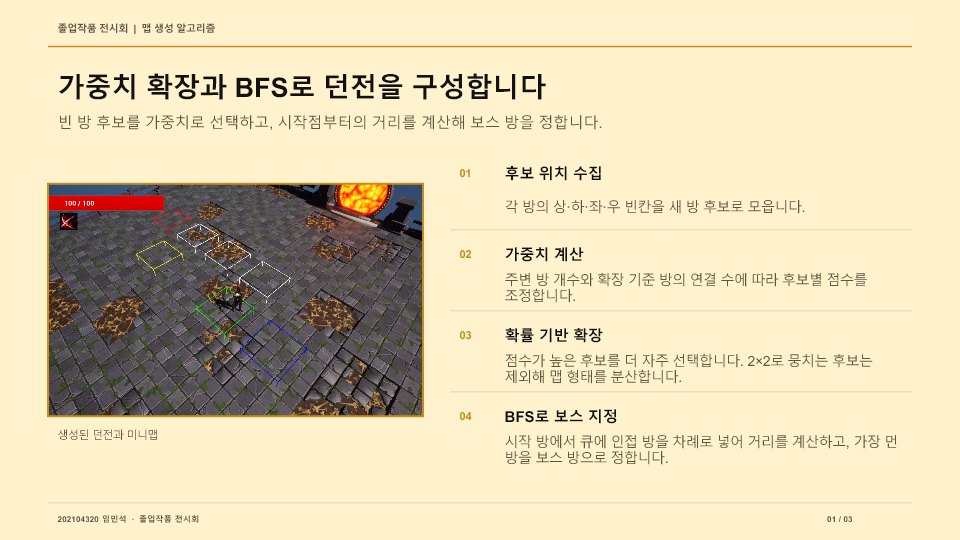 졸업작품 전시회 | 맵 생성 알고리즘
가중치 확장과 BFS로 던전을 구성합니다
빈 방 후보를 가중치로 선택하고, 시작점부터의 거리를 계산해 보스 방을 정합니다.
100 / 100
생성된 던전과 미니맵
01 후보 위치 수집
각 방의 상·하·좌·우 빈칸을 새 방 후보로 모읍니다.
02 가중치 계산
주변 방 개수와 확장 기준 방의 연결 수에 따라 후보별 점수를
조정합니다.
03 확률 기반 확장
점수가 높은 후보를 더 자주 선택합니다. 2×2로 뭉치는 후보는
제외해 맵 형태를 분산합니다.
04 BFS로 보스 지정
시작 방에서 큐에 인접 방을 차례로 넣어 거리를 계산하고, 가장 먼
방을 보스 방으로 정합니다.
202104320 임민석 · 졸업작품 전시회
01 / 03